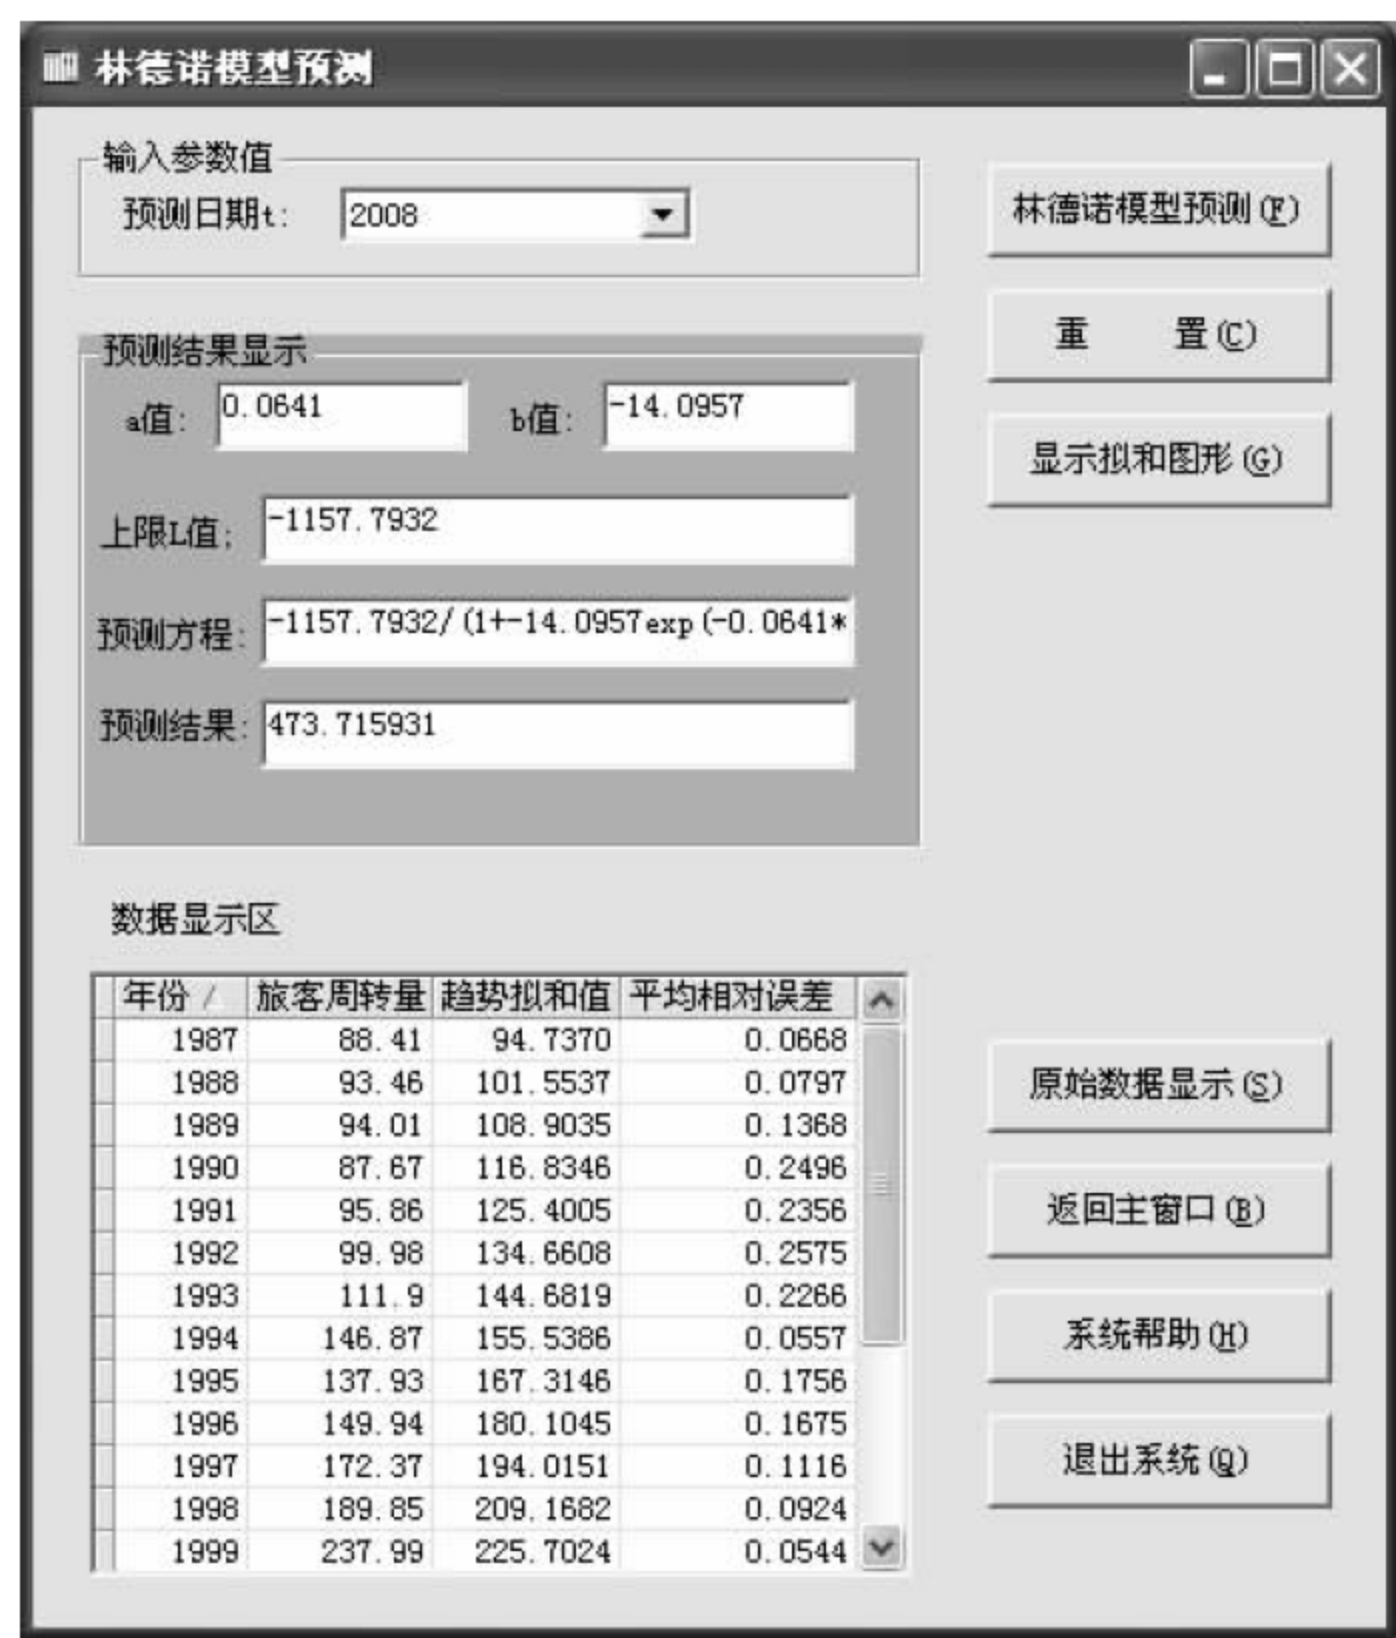 林德诺模型预测
输入参数值
预测日期t: 2008
林德诺模型预测(F)
重 置(C)
显示拟和图形(G)
预测结果显示
a值: 0.0641 b值: -14.0957
上限L值: -1157.7932
预测方程: -1157.7932/(1+-14.0957exp(-0.0641*
预测结果: 473.715931
数据显示区
年份 / 旅客周转量 趋势拟和值 平均相对误差
1987 88.41 94.7370 0.0668
1988 93.46 101.5537 0.0797
1989 94.01 108.9035 0.1368
1990 87.67 116.8346 0.2496
1991 95.86 125.4005 0.2356
1992 99.98 134.6608 0.2575
1993 111.9 144.6819 0.2266
1994 146.87 155.5386 0.0557
1995 137.93 167.3146 0.1756
1996 149.94 180.1045 0.1675
1997 172.37 194.0151 0.1116
1998 189.85 209.1682 0.0924
1999 237.99 225.7024 0.0544
原始数据显示(S)
返回主窗口(B)
系统帮助(H)
退出系统(Q)